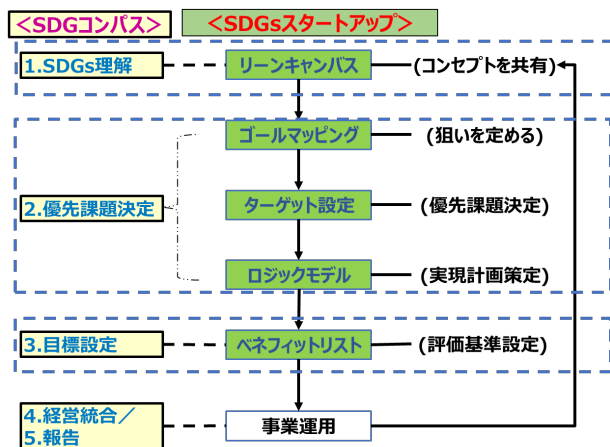 <SDGコンパス>
<SDGsスタートアップ>
1.SDGs理解
リーンキャンバス
(コンセプトを共有)
ゴールマッピング
(狙いを定める)
2.優先課題決定
ターゲット設定
(優先課題決定)
ロジックモデル
(実現計画策定)
3.目標設定
ベネフィットリスト
(評価基準設定)
4.経営統合／
5.報告
事業運用